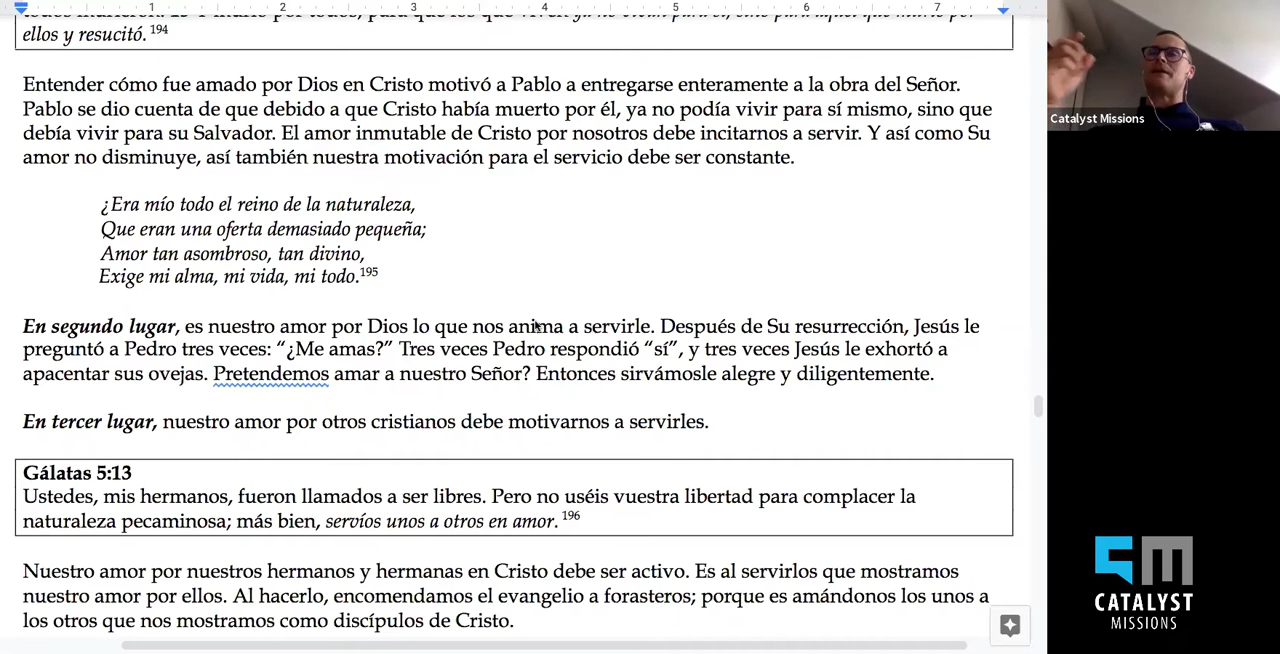 1 2 3 4 5 6 7
ellos y resucitó.194
Entender cómo fue amado por Dios en Cristo motivó a Pablo a entregarse enteramente a la obra del Señor.
Pablo se dio cuenta de que debido a que Cristo había muerto por él, ya no podía vivir para sí mismo, sino que
debía vivir para su Salvador. El amor inmutable de Cristo por nosotros debe incitarnos a servir. Y así como Su
amor no disminuye, así también nuestra motivación para el servicio debe ser constante.
¿Era mío todo el reino de la naturaleza,
Que eran una oferta demasiado pequeña;
Amor tan asombroso, tan divino,
Exige mi alma, mi vida, mi todo.195
En segundo lugar, es nuestro amor por Dios lo que nos anima a servirle. Después de Su resurrección, Jesús le
preguntó a Pedro tres veces: “¿Me amas?” Tres veces Pedro respondió “sí”, y tres veces Jesús le exhortó a
apacentar sus ovejas. Pretendemos amar a nuestro Señor? Entonces sirvámosle alegre y diligentemente.
En tercer lugar, nuestro amor por otros cristianos debe motivarnos a servirles.
Gálatas 5:13
Ustedes, mis hermanos, fueron llamados a ser libres. Pero no uséis vuestra libertad para complacer la
naturaleza pecaminosa; más bien, servíos unos a otros en amor.196
Nuestro amor por nuestros hermanos y hermanas en Cristo debe ser activo. Es al servirlos que mostramos
nuestro amor por ellos. Al hacerlo, encomendamos el evangelio a forasteros; porque es amándonos los unos a
los otros que nos mostramos como discípulos de Cristo.
Catalyst Missions
CATALYST
MISSIONS